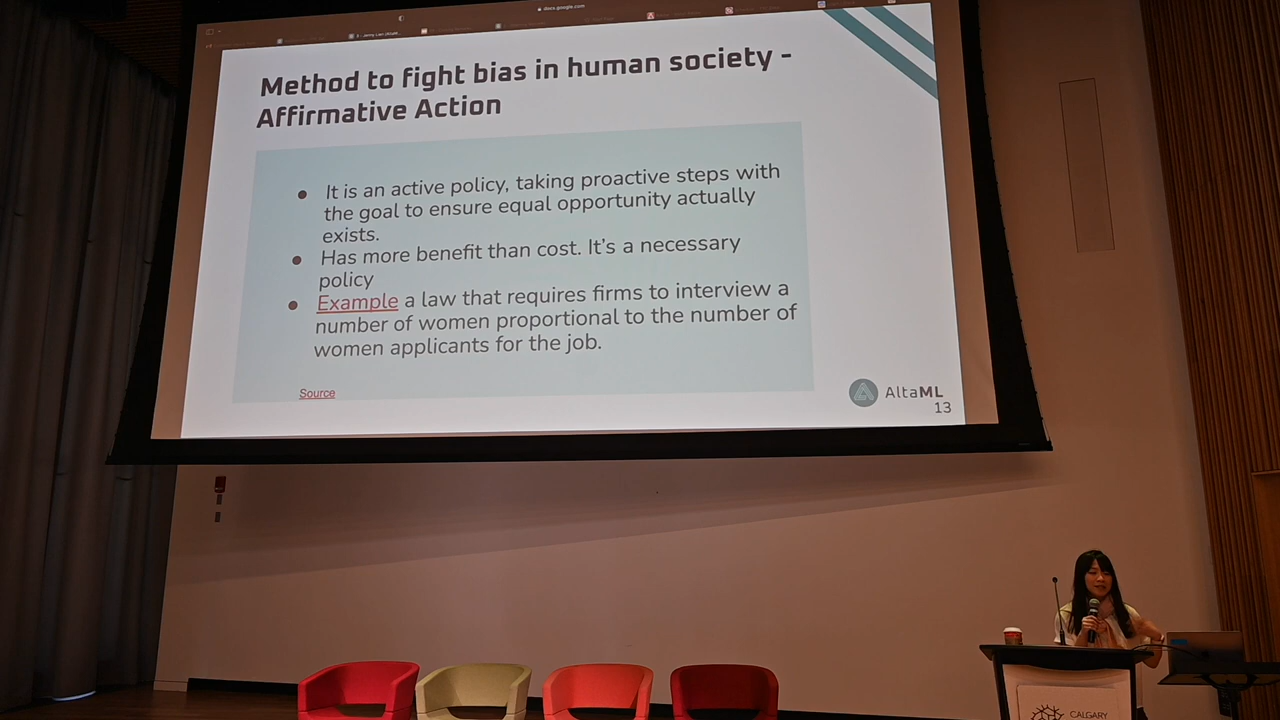 docs.google.com
Method to fight bias in human society -
Affirmative Action
● It is an active policy, taking proactive steps with
the goal to ensure equal opportunity actually
exists.
● Has more benefit than cost. It’s a necessary
policy
● Example a law that requires firms to interview a
number of women proportional to the number of
women applicants for the job.
Source
AltaML
13
CALGARY